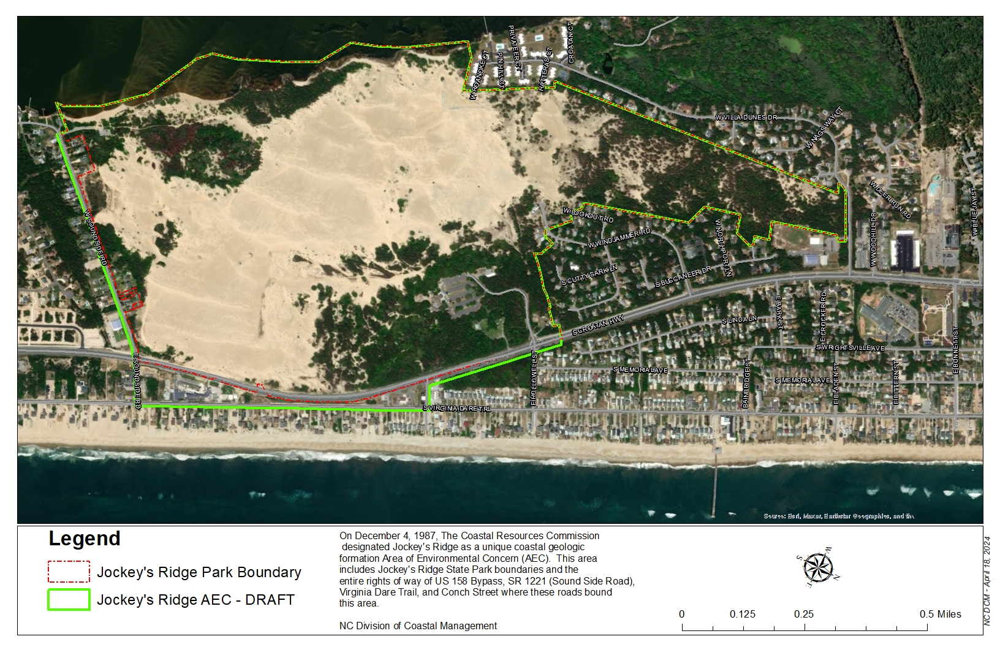 PRIVATEER CT
CROATAN CT
W ROANOKE CT
PIN HILL CT
HATTERAS CT
W VILLA DUNES DR
W NAGS WAY CT
W DEER RUN RD
W BLUEJAY ST
W WOODHILL DR
W LOOKOUT RD
W WINDJAMMER RD
W NORTHPORT LN
S CUTTY SARK LN
S BUCCANEER DR
W SOUNDSIDE RD
S CROATAN HWY
S LINDA LN
E BARK ST
E CROCKER RD
S WRIGHTSVILLE AVE
E BONNETT ST
E SOUNDSIDE RD
E HOLLOWELL ST
S MEMORIAL AVE
BAINBRIDGE ST
S MEMORIAL AVE
E BLADEN ST
E BITTERN ST
S VIRGINIA DARE TRL
Source: Esri, Maxar, Earthstar Geographics, and the
Legend
Jockey's Ridge Park Boundary
Jockey's Ridge AEC - DRAFT
On December 4, 1987, The Coastal Resources Commission
designated Jockey's Ridge as a unique coastal geologic
formation Area of Environmental Concern (AEC). This area
includes Jockey's Ridge State Park boundaries and the
entire rights of way of US 158 Bypass, SR 1221 (Sound Side Road),
Virginia Dare Trail, and Conch Street where these roads bound
this area.
NC Division of Coastal Management
W
S
N
E
0 0.125 0.25 0.5 Miles
NC DCM - April 18, 2024